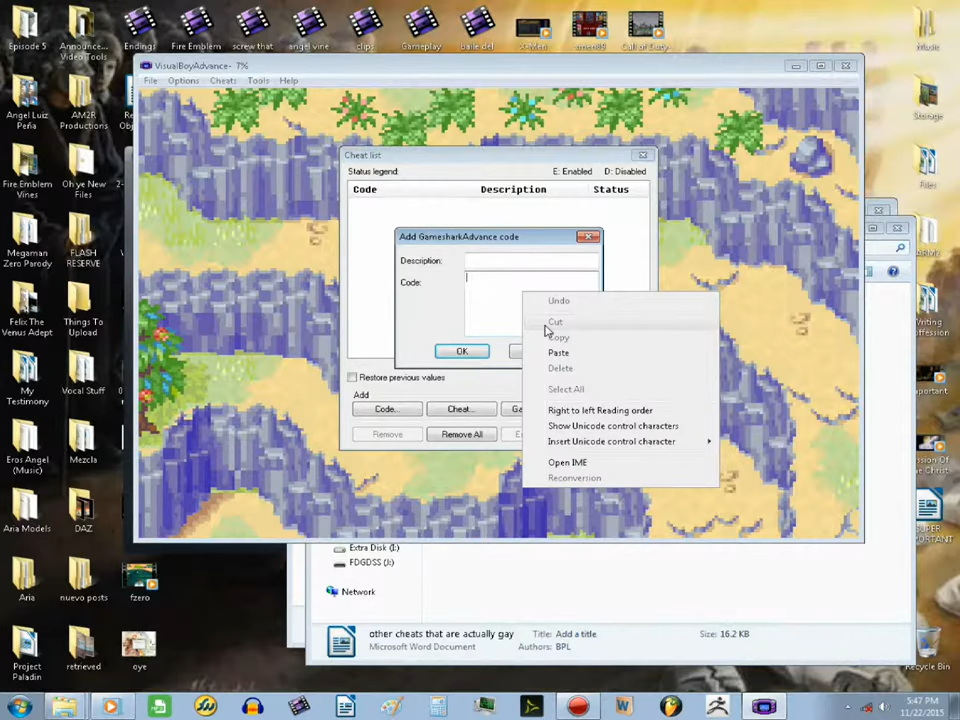 Episode 5
Announce...
Video Tools
Endings
Fire Emblem
screw that
angel vine
clips
Gameplay
baile del
X-Men
xmen89
Call of Duty
Music
VisualBoyAdvance- 7%
File Options Cheats Tools Help
Angel Luiz
Peña
AM2R
Productions
Storage
Cheat list
Status legend:
E: Enabled D: Disabled
Code
Description
Status
Fire Emblem
Vines
Oh ye New
Files
Files
Add GamesharkAdvance code
Description:
Code:
Megaman
Zero Parody
FLASH
RESERVE
Undo
Cut
Copy
Paste
Delete
Select All
Right to left Reading order
Show Unicode control characters
Insert Unicode control character
Open IME
Reconversion
OK
Felix The
Venus Adept
Things To
Upload
Writing
Restore previous values
Add
Code...
Cheat...
Remove
Remove All
My
Testimony
Vocal Stuff
Eros Angel
(Music)
Mezcla
Aria Models
DAZ
Extra Disk (I:)
FDGDSS (J:)
Network
Aria
nuevo posts
fzero
other cheats that are actually gay
Title: Add a title
Size: 16.2 KB
Microsoft Word Document
Authors: BPL
Project
Paladin
retrieved
oye
Recycle Bin
5:47 PM
11/22/2015